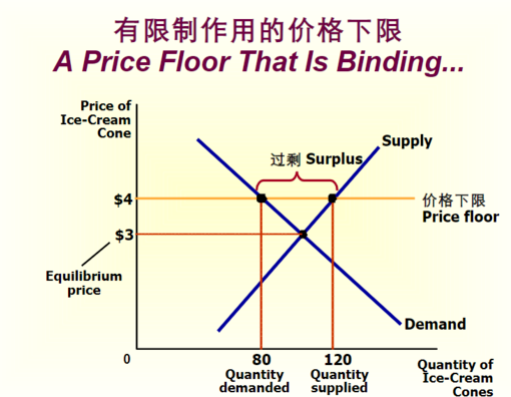 有限制作用的价格下限
A Price Floor That Is Binding...
Price of
Ice-Cream
Cone
Supply
过剩 Surplus
$4
价格下限
Price floor
$3
Equilibrium
price
Demand
0
80
120
Quantity
demanded
Quantity
supplied
Quantity of
Ice-Cream
Cones